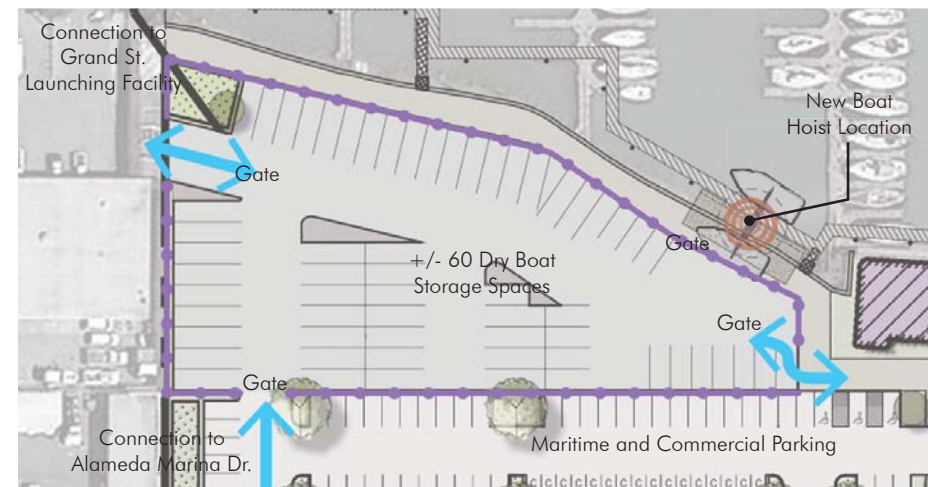 Connection to
Grand St.
Launching Facility
New Boat
Hoist Location
Gate
Gate
+/- 60 Dry Boat
Storage Spaces
Gate
Gate
Connection to
Alameda Marina Dr.
Maritime and Commercial Parking